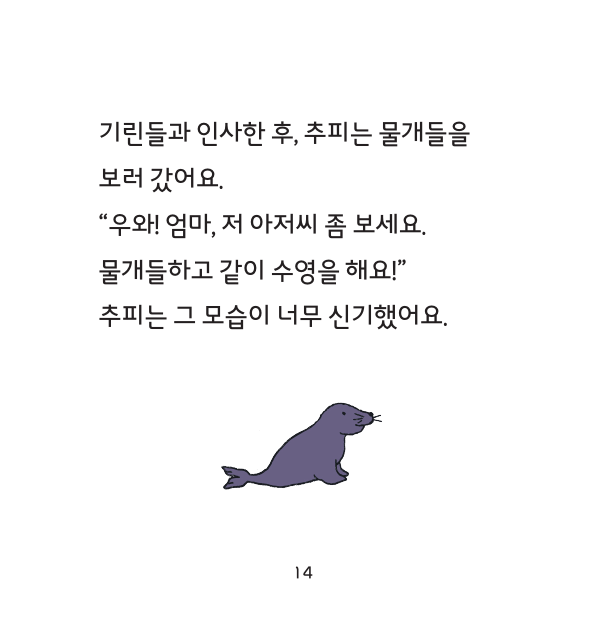 기린들과 인사한 후, 추피는 물개들을
보러 갔어요.
“우와! 엄마, 저 아저씨 좀 보세요.
물개들하고 같이 수영을 해요!”
추피는 그 모습이 너무 신기했어요.
14